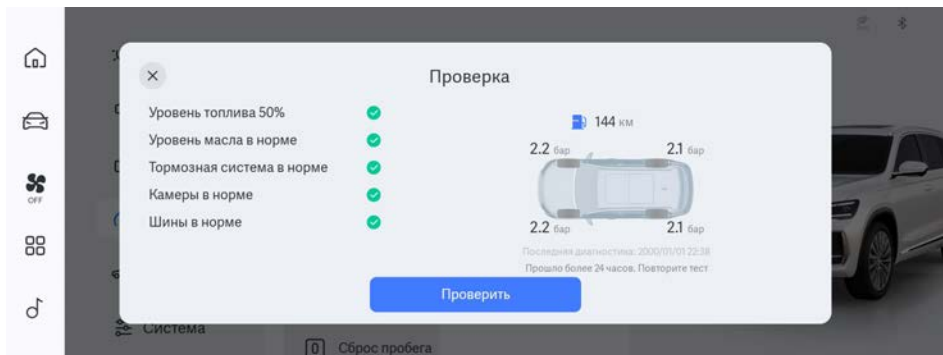 Проверка
Уровень топлива 50%
Уровень масла в норме
Тормозная система в норме
Камеры в норме
Шины в норме
144 км
2.2 бар 2.1 бар
2.2 бар 2.1 бар
Последняя диагностика: 2000/01/01 22:38
Прошло более 24 часов. Повторите тест
Проверить
OFF
Система
Сброс пробега